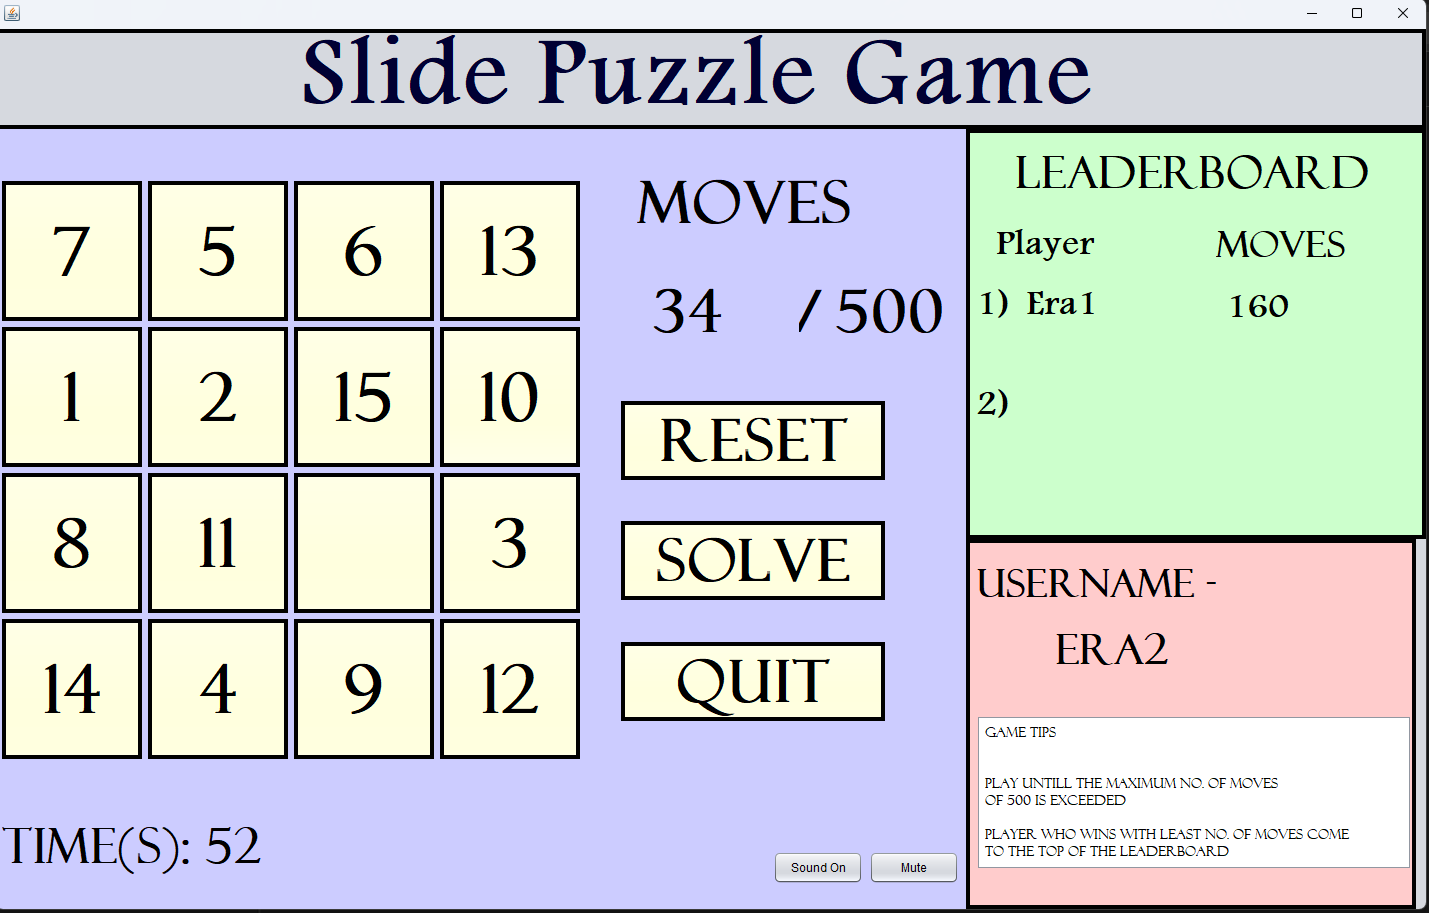 Slide Puzzle Game
7 5 6 13
1 2 15 10
8 11 3
14 4 9 12
TIME(S): 52
MOVES
34 / 500
RESET
SOLVE
QUIT
Sound On Mute
LEADERBOARD
Player MOVES
1) Era1 160
2)
USERNAME -
ERA2
GAME TIPS
PLAY UNTILL THE MAXIMUM NO. OF MOVES
OF 500 IS EXCEEDED
PLAYER WHO WINS WITH LEAST NO. OF MOVES COME
TO THE TOP OF THE LEADERBOARD